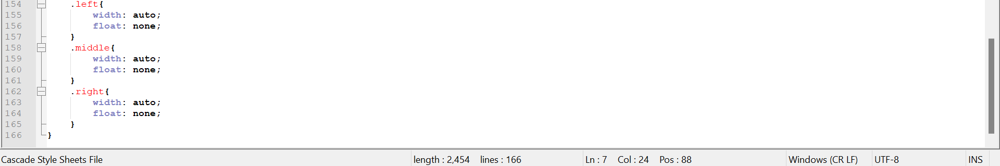 154 .left{
155 width: auto;
156 float: none;
157 }
158 .middle{
159 width: auto;
160 float: none;
161 }
162 .right{
163 width: auto;
164 float: none;
165 }
166 }
Cascade Style Sheets File length : 2,454 lines : 166 Ln : 7 Col : 24 Pos : 88 Windows (CR LF) UTF-8 INS